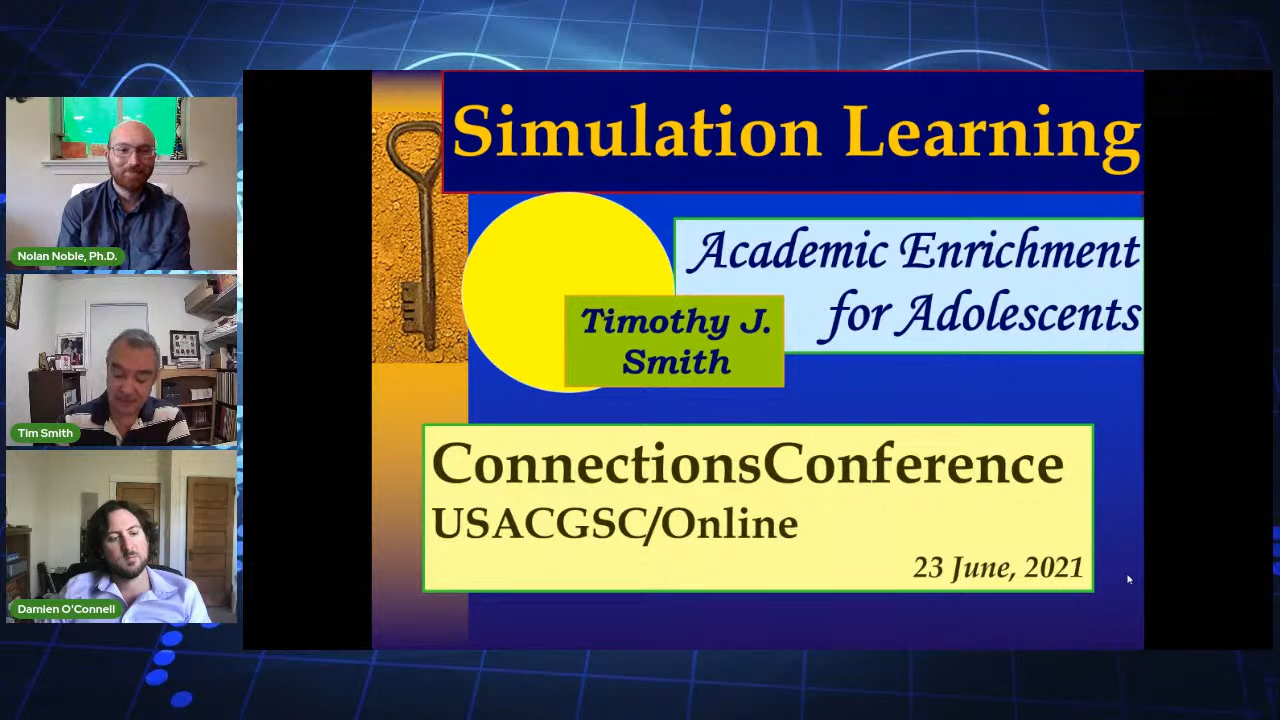 Simulation Learning
Academic Enrichment
for Adolescents
Timothy J.
Smith
ConnectionsConference
USACGSC/Online
23 June, 2021
Nolan Noble, Ph.D.
Tim Smith
Damien O'Connell